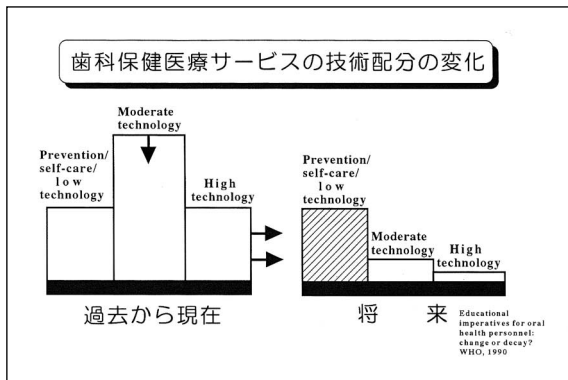 歯科保健医療サービスの技術配分の変化
Moderate
technology
Prevention/
self-care/
low
technology
High
technology
過去から現在
Prevention/
self-care/
low
technology
Moderate
technology
High
technology
将 来
Educational
imperatives for oral
health personnel:
change or decay?
WHO, 1990